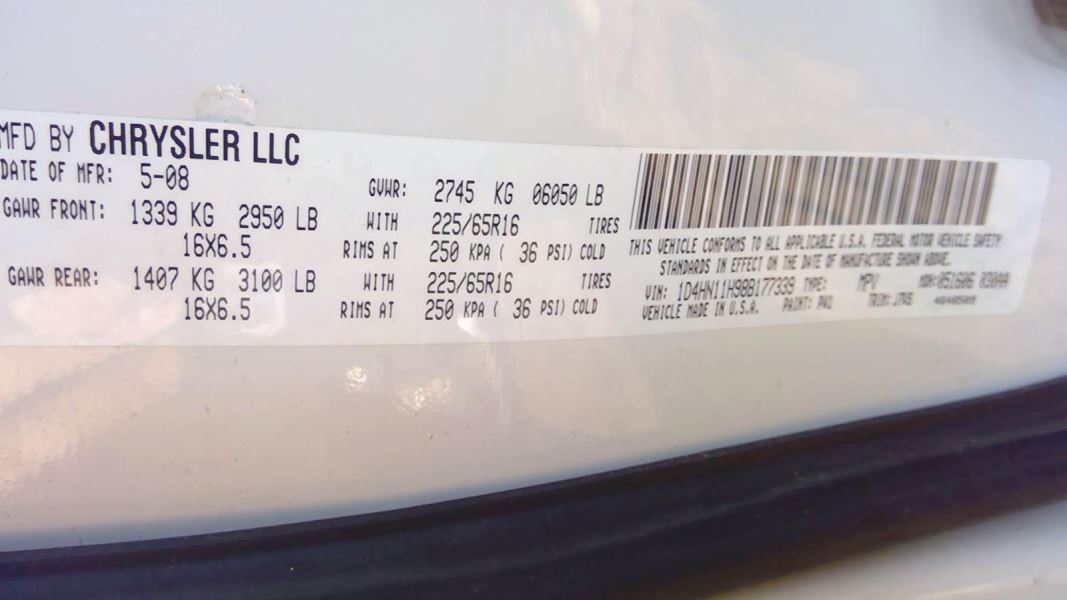 MFD BY CHRYSLER LLC
DATE OF MFR: 5-08 GVWR: 2745 KG 06050 LB
GAWR FRONT: 1339 KG 2950 LB WITH 225/65R16 TIRES
16X6.5 RIMS AT 250 KPA ( 36 PSI) COLD
GAWR REAR: 1407 KG 3100 LB WITH 225/65R16 TIRES
16X6.5 RIMS AT 250 KPA ( 36 PSI) COLD
THIS VEHICLE CONFORMS TO ALL APPLICABLE U.S.A. FEDERAL MOTOR VEHICLE SAFETY
STANDARDS IN EFFECT ON THE DATE OF MANUFACTURE SHOWN ABOVE.
VIN: 1D4HN11H98B177339 TYPE: MPV MDH:
VEHICLE MADE IN U.S.A. PAINT: PW1 TRIM: